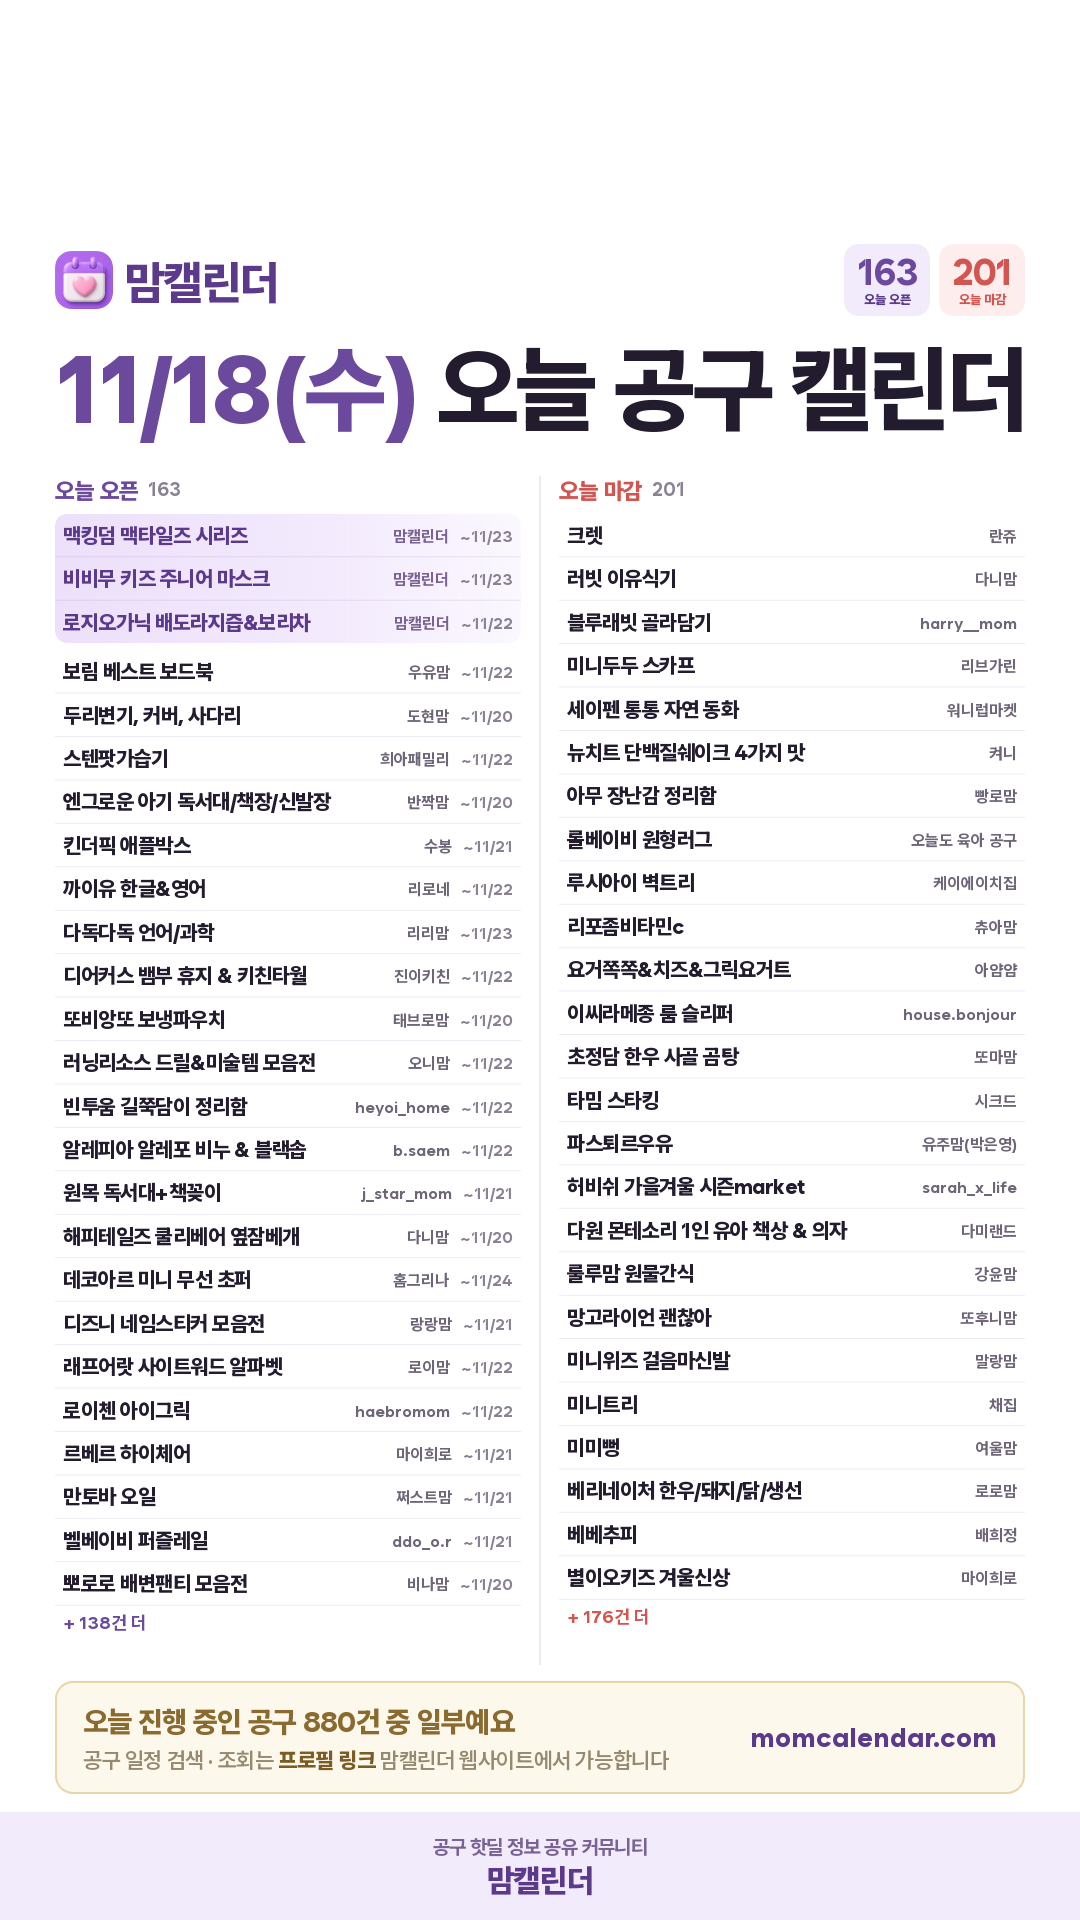 맘캘린더
163
오늘 오픈
201
오늘 마감
11/18(수) 오늘 공구 캘린더
오늘 오픈 163
맥킹덤 맥타일즈 시리즈 맘캘린더 ~11/23
비비무 키즈 주니어 마스크 맘캘린더 ~11/23
로지오가닉 배도라지즙&보리차 맘캘린더 ~11/22
보림 베스트 보드북 우유맘 ~11/22
두리변기, 커버, 사다리 도현맘 ~11/20
스텐팟가습기 희아패밀리 ~11/22
엔그로운 아기 독서대/책장/신발장 반짝맘 ~11/20
킨더픽 애플박스 수봉 ~11/21
까이유 한글&영어 리로네 ~11/22
다독다독 언어/과학 리리맘 ~11/23
디어커스 뱀부 휴지 & 키친타월 진이키친 ~11/22
또비앙또 보냉파우치 태브로맘 ~11/20
러닝리소스 드릴&미술템 모음전 오니맘 ~11/22
빈투움 길쭉담이 정리함 heyoi_home ~11/22
알레피아 알레포 비누 & 블랙솝 b.saem ~11/22
원목 독서대+책꽂이 j_star_mom ~11/21
해피테일즈 쿨리베어 옆잠베개 다니맘 ~11/20
데코아르 미니 무선 초퍼 홈그리나 ~11/24
디즈니 네임스티커 모음전 랑랑맘 ~11/21
래프어랏 사이트워드 알파벳 로이맘 ~11/22
로이첸 아이그릭 haebromom ~11/22
르베르 하이체어 마이희로 ~11/21
만토바 오일 쩌스트맘 ~11/21
벨베이비 퍼즐레일 ddo_o.r ~11/21
뽀로로 배변팬티 모음전 비나맘 ~11/20
+ 138건 더
오늘 마감 201
크렛 란쥬
러빗 이유식기 다니맘
블루래빗 골라담기 harry__mom
미니두두 스카프 리브가린
세이펜 통통 자연 동화 워니럽마켓
뉴치트 단백질쉐이크 4가지 맛 켜니
아무 장난감 정리함 빵로맘
롤베이비 원형러그 오늘도 육아 공구
루시아이 벽트리 케이에이치집
리포좀비타민c 츄아맘
요거쪽쪽&치즈&그릭요거트 아얌얌
이씨라메종 룸 슬리퍼 house.bonjour
초정담 한우 사골 곰탕 또마맘
타밈 스타킹 시크드
파스퇴르우유 유주맘(박은영)
허비쉬 가을겨울 시즌market sarah_x_life
다원 몬테소리 1인 유아 책상 & 의자 다미랜드
룰루맘 원물간식 강윤맘
망고라이언 괜찮아 또후니맘
미니위즈 걸음마신발 말랑맘
미니트리 채집
미미뻥 여울맘
베리네이처 한우/돼지/닭/생선 로로맘
베베추피 배희정
별이오키즈 겨울신상 마이희로
+ 176건 더
오늘 진행 중인 공구 880건 중 일부예요
공구 일정 검색 · 조회는 프로필 링크 맘캘린더 웹사이트에서 가능합니다
momcalendar.com
공구 핫딜 정보 공유 커뮤니티
맘캘린더